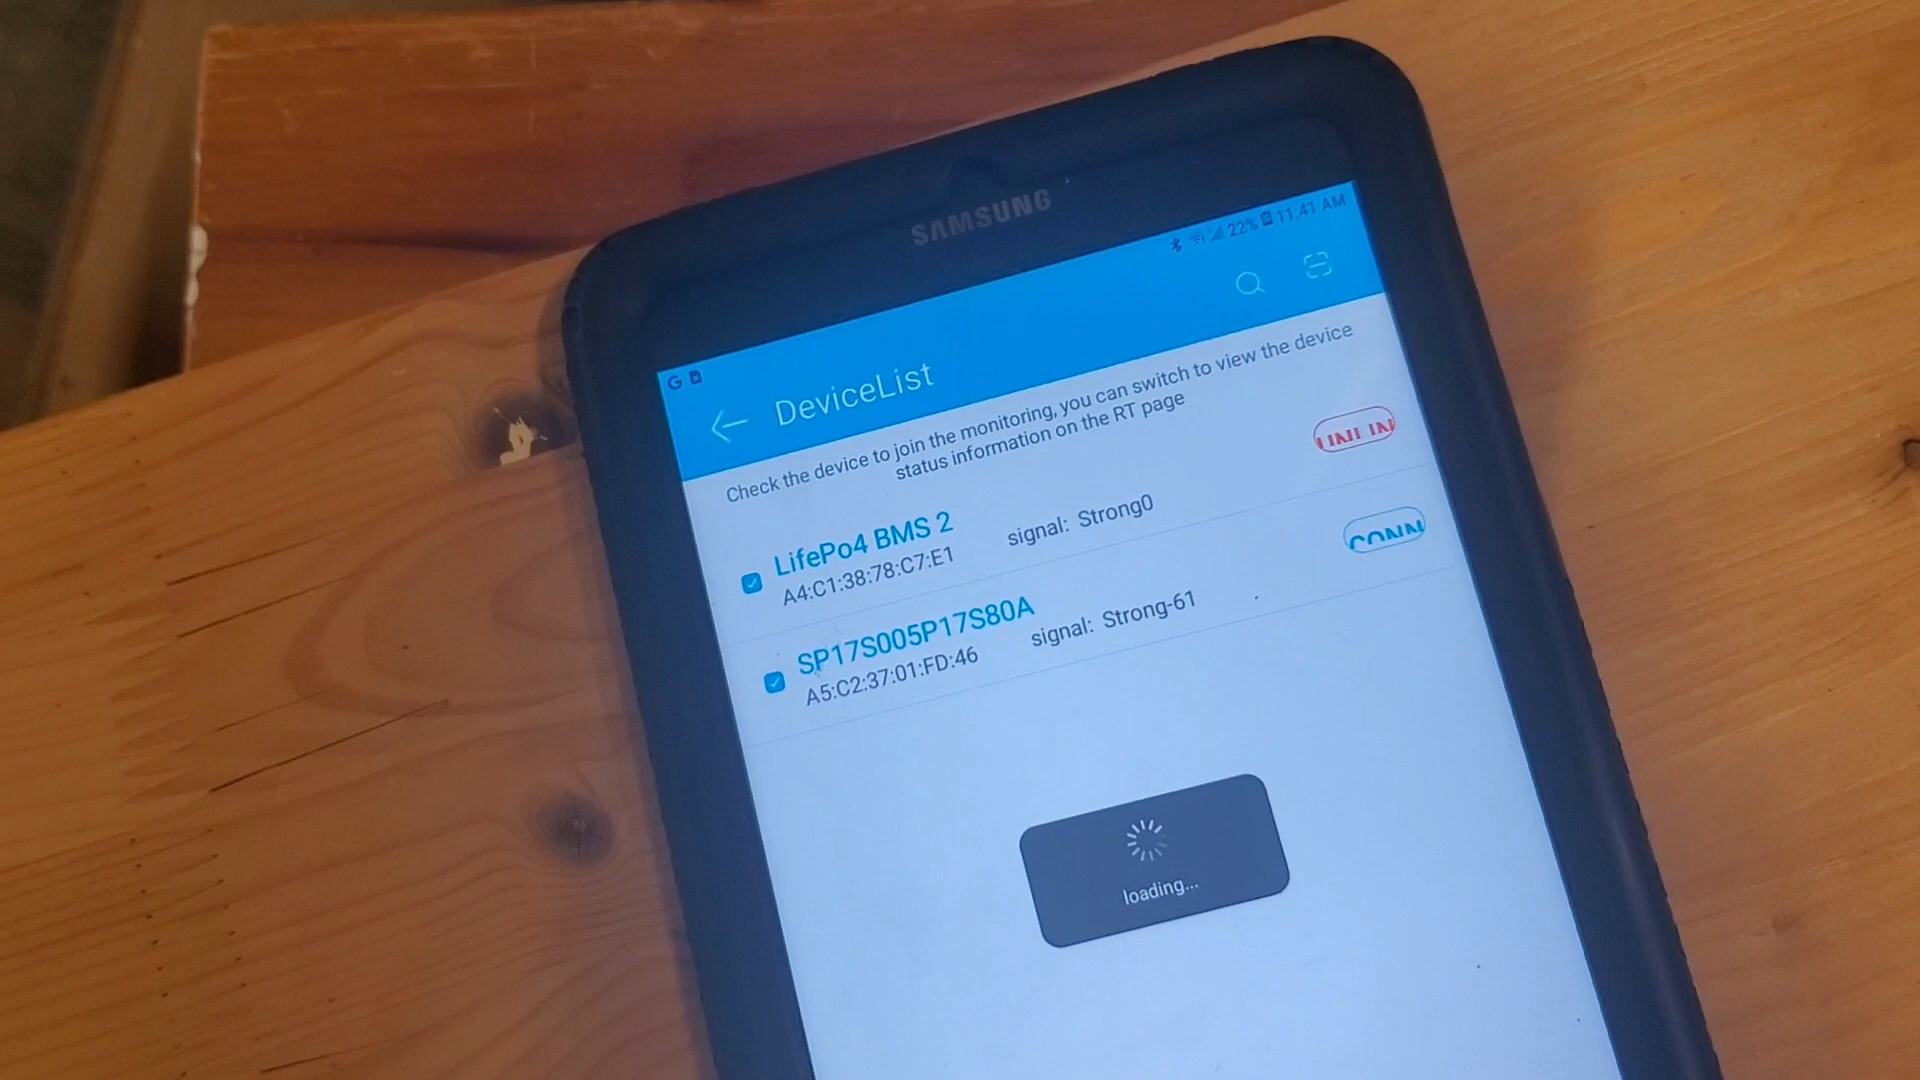 SAMSUNG
22% 11:41 AM
DeviceList
Check the device to join the monitoring, you can switch to view the device
status information on the RT page
LifePo4 BMS 2
signal: Strong0
A4:C1:38:78:C7:E1
SP17S005P17S80A
signal: Strong-61
CONN
A5:C2:37:01:FD:46
loading...